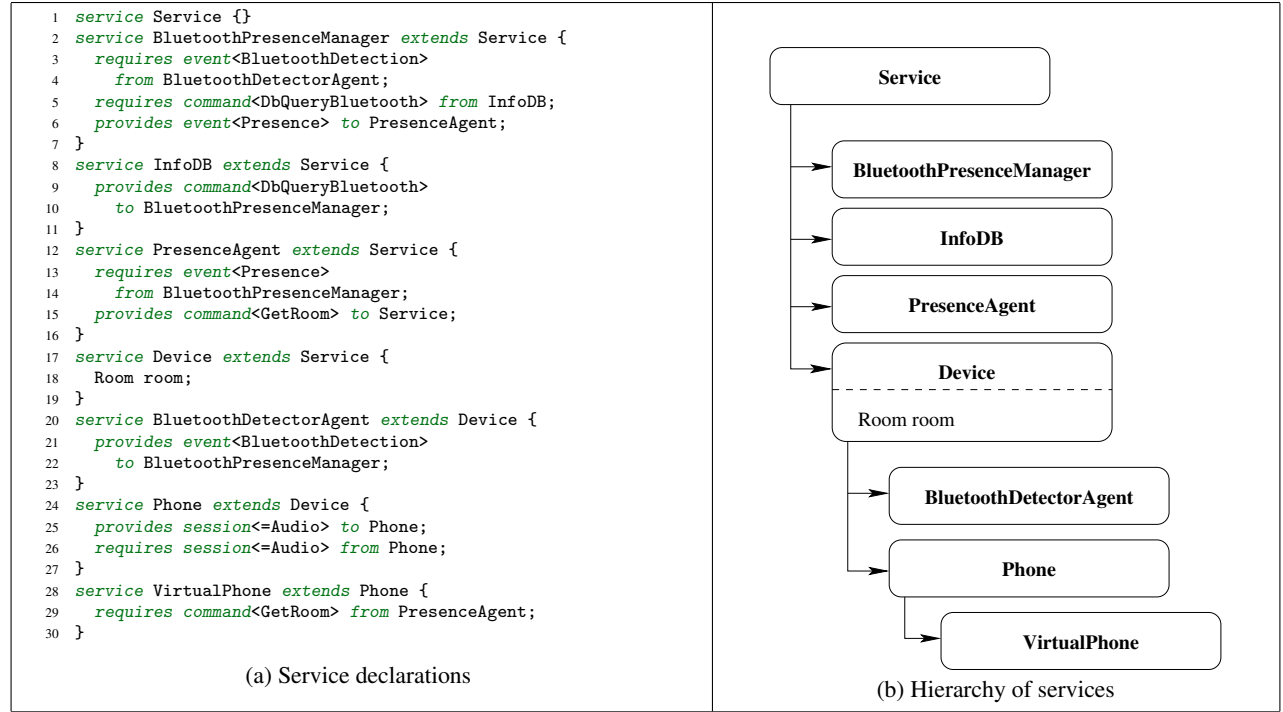 1 service Service {}
2 service BluetoothPresenceManager extends Service {
3 requires event<BluetoothDetection>
4 from BluetoothDetectorAgent;
5 requires command<DbQueryBluetooth> from InfoDB;
6 provides event<Presence> to PresenceAgent;
7 }
8 service InfoDB extends Service {
9 provides command<DbQueryBluetooth>
10 to BluetoothPresenceManager;
11 }
12 service PresenceAgent extends Service {
13 requires event<Presence>
14 from BluetoothPresenceManager;
15 provides command<GetRoom> to Service;
16 }
17 service Device extends Service {
18 Room room;
19 }
20 service BluetoothDetectorAgent extends Device {
21 provides event<BluetoothDetection>
22 to BluetoothPresenceManager;
23 }
24 service Phone extends Device {
25 provides session<=Audio> to Phone;
26 requires session<=Audio> from Phone;
27 }
28 service VirtualPhone extends Phone {
29 requires command<GetRoom> from PresenceAgent;
30 }
(a) Service declarations
Service
BluetoothPresenceManager
InfoDB
PresenceAgent
Device
Room room
BluetoothDetectorAgent
Phone
VirtualPhone
(b) Hierarchy of services